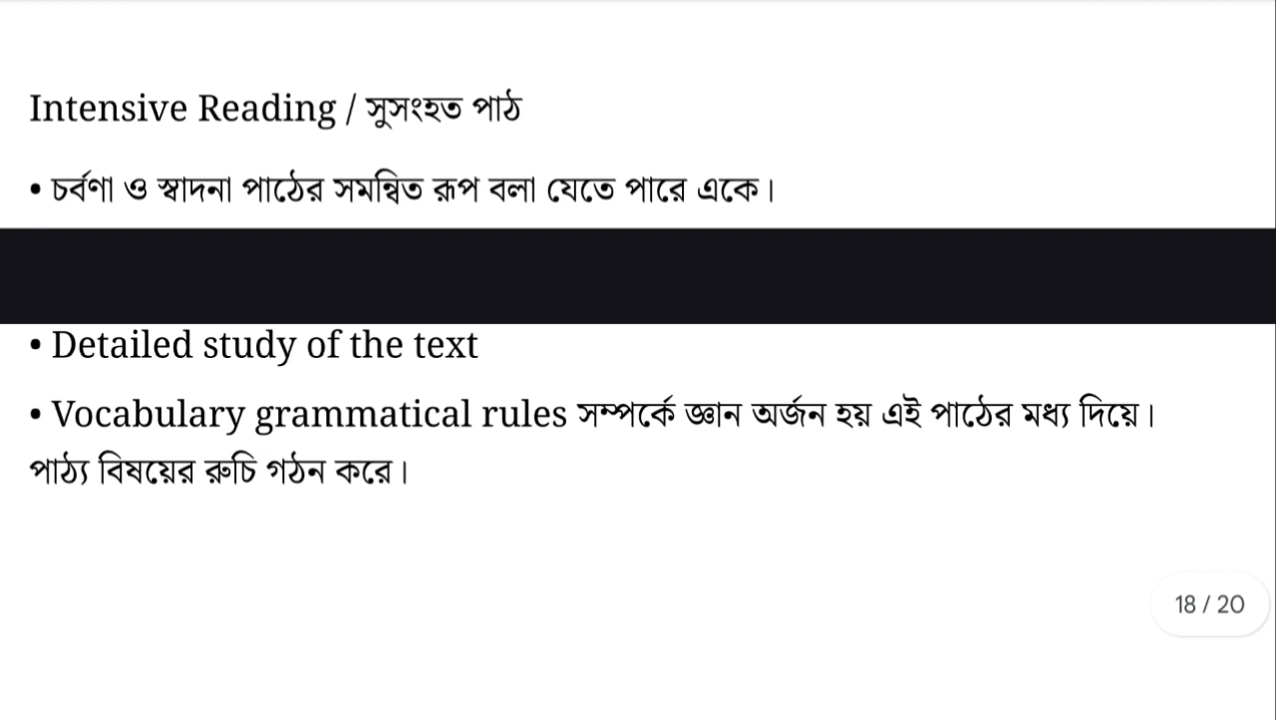 Intensive Reading / সুসংহত পাঠ
• চর্বণা ও স্বাদনা পাঠের সমন্বিত রূপ বলা যেতে পারে একে।
• Detailed study of the text
• Vocabulary grammatical rules সম্পর্কে জ্ঞান অর্জন হয় এই পাঠের মধ্য দিয়ে।
পাঠ্য বিষয়ের রুচি গঠন করে।
18 / 20